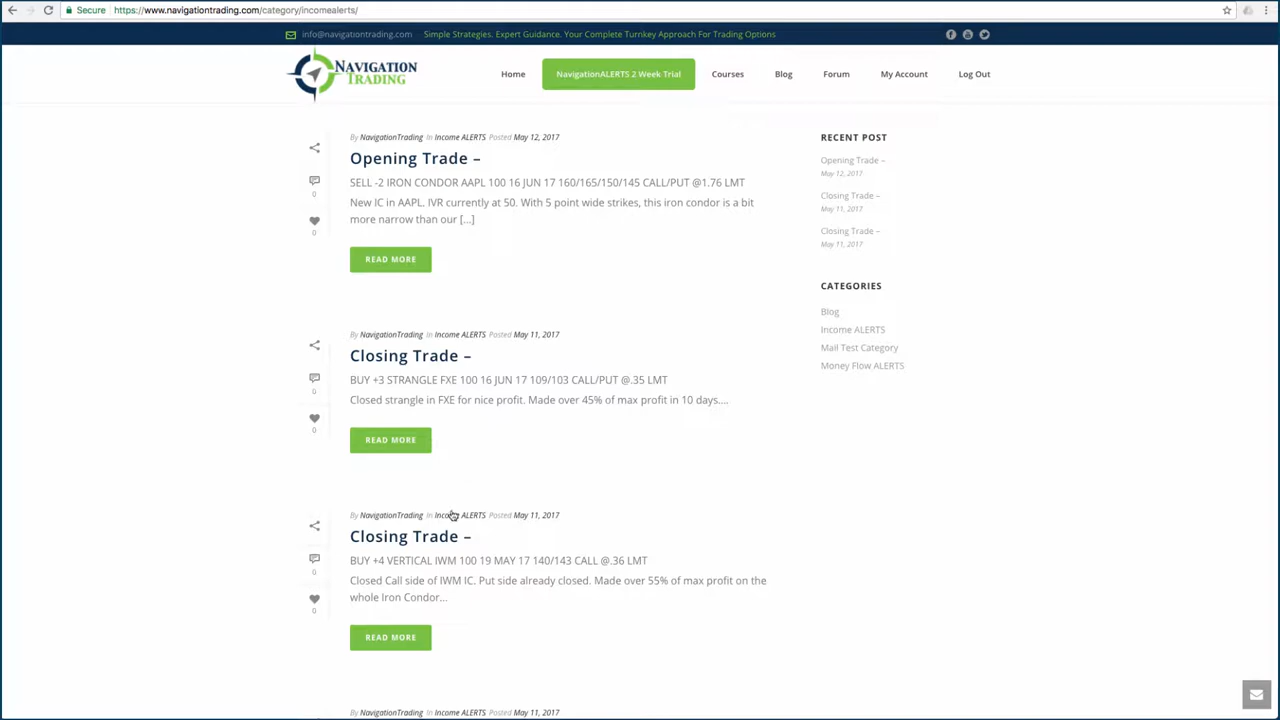 Secure https://www.navigationtrading.com/category/incomealerts/
info@navigationtrading.com Simple Strategies. Expert Guidance. Your Complete Turnkey Approach For Trading Options
NAVIGATION
TRADING
Home NavigationALERTS 2 Week Trial Courses Blog Forum My Account Log Out
By NavigationTrading In Income ALERTS Posted May 12, 2017
Opening Trade –
0
SELL -2 IRON CONDOR AAPL 100 16 JUN 17 160/165/150/145 CALL/PUT @1.76 LMT
New IC in AAPL. IVR currently at 50. With 5 point wide strikes, this iron condor is a bit
more narrow than our [...]
0
READ MORE
By NavigationTrading In Income ALERTS Posted May 11, 2017
Closing Trade –
0
BUY +3 STRANGLE FXE 100 16 JUN 17 109/103 CALL/PUT @.35 LMT
Closed strangle in FXE for nice profit. Made over 45% of max profit in 10 days....
0
READ MORE
By NavigationTrading In Income ALERTS Posted May 11, 2017
Closing Trade –
0
BUY +4 VERTICAL IWM 100 19 MAY 17 140/143 CALL @.36 LMT
Closed Call side of IWM IC. Put side already closed. Made over 55% of max profit on the
whole Iron Condor...
0
READ MORE
By NavigationTrading In Income ALERTS Posted May 11, 2017
RECENT POST
Opening Trade –
May 12, 2017
Closing Trade –
May 11, 2017
Closing Trade –
May 11, 2017
CATEGORIES
Blog
Income ALERTS
Mail Test Category
Money Flow ALERTS